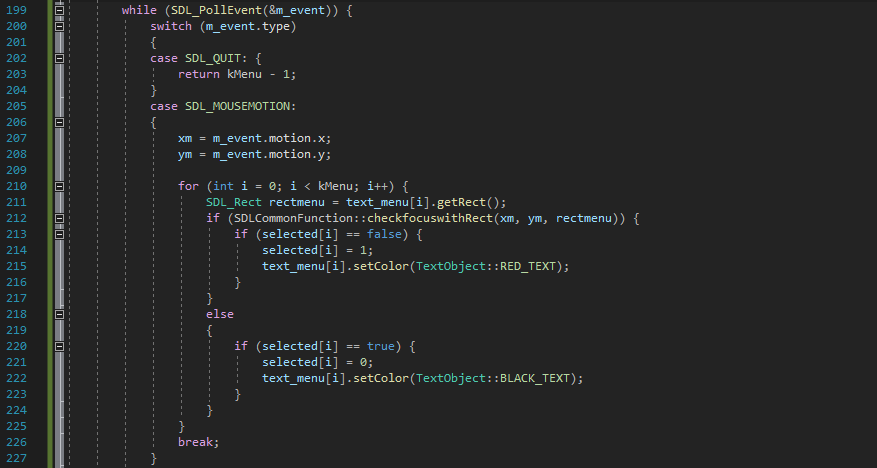 199 while (SDL_PollEvent(&m_event)) {
200 switch (m_event.type)
201 {
202 case SDL_QUIT: {
203 return kMenu - 1;
204 }
205 case SDL_MOUSEMOTION:
206 {
207 xm = m_event.motion.x;
208 ym = m_event.motion.y;
209
210 for (int i = 0; i < kMenu; i++) {
211 SDL_Rect rectmenu = text_menu[i].getRect();
212 if (SDLCommonFunction::checkfocuswithRect(xm, ym, rectmenu)) {
213 if (selected[i] == false) {
214 selected[i] = 1;
215 text_menu[i].setColor(TextObject::RED_TEXT);
216 }
217 }
218 else
219 {
220 if (selected[i] == true) {
221 selected[i] = 0;
222 text_menu[i].setColor(TextObject::BLACK_TEXT);
223 }
224 }
225 }
226 break;
227 }